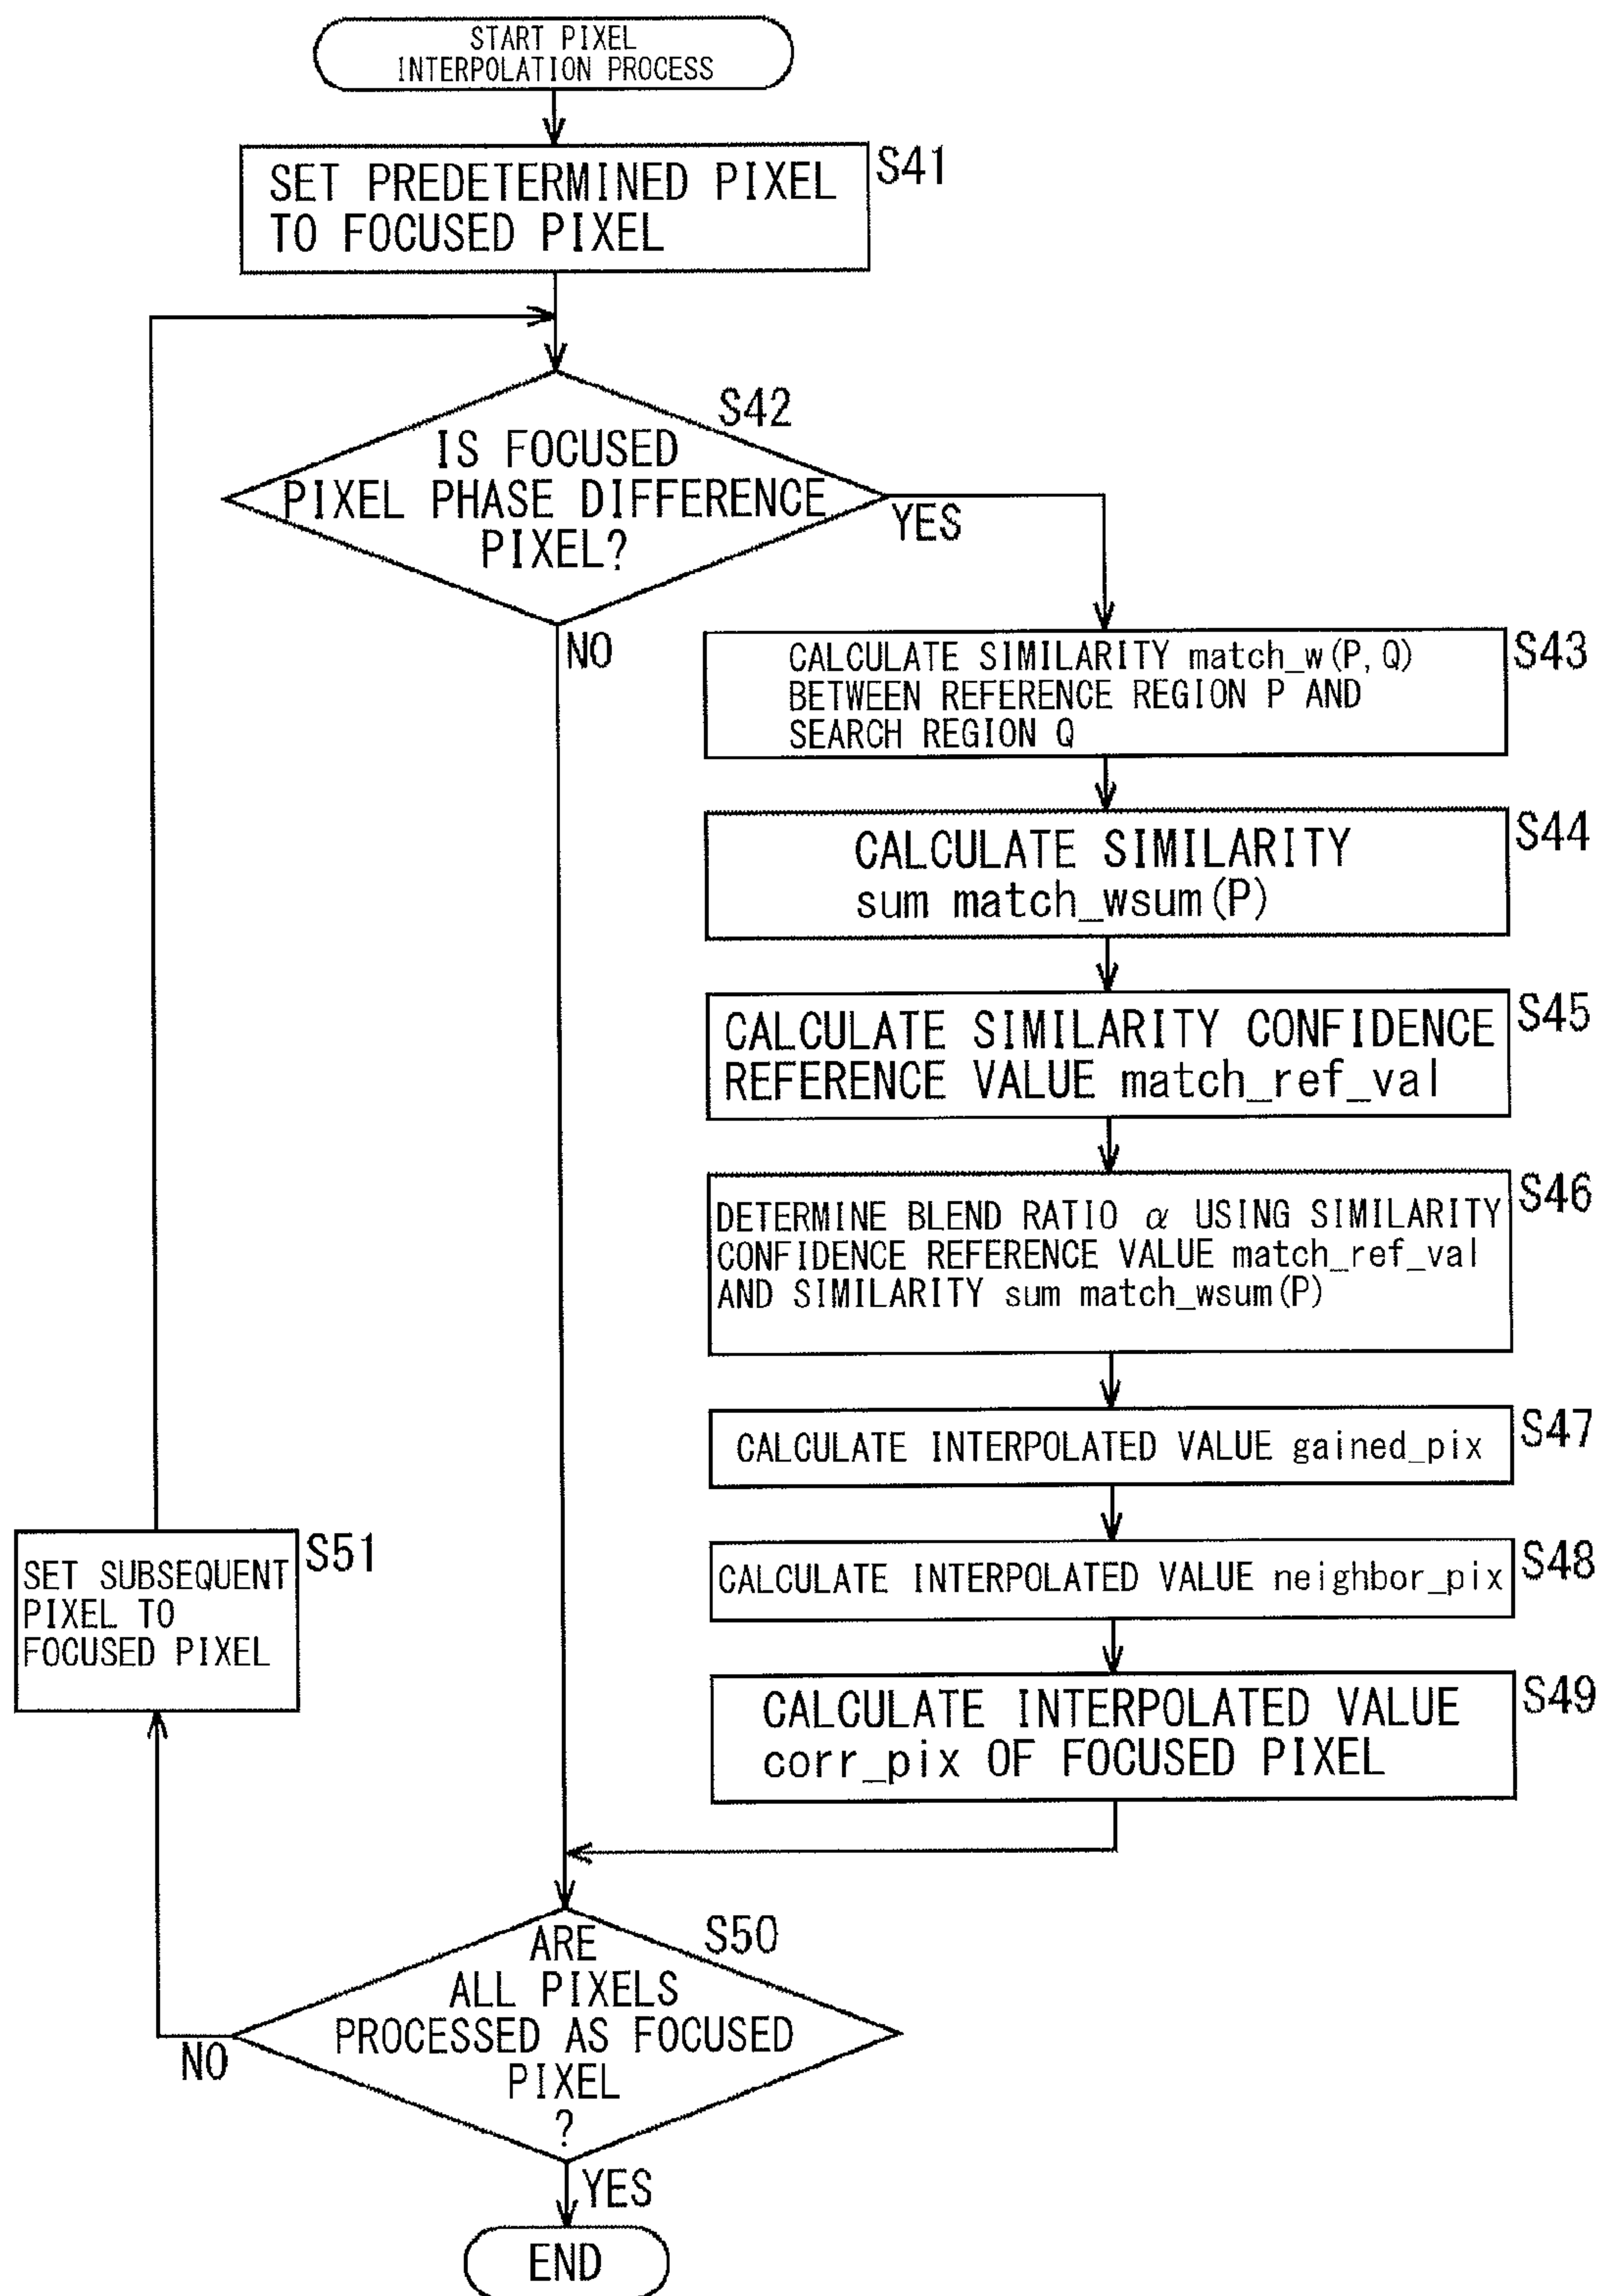 START PIXEL
INTERPOLATION PROCESS
S41
SET PREDETERMINED PIXEL
TO FOCUSED PIXEL
S42
IS FOCUSED
PIXEL PHASE DIFFERENCE
PIXEL?
YES
NO
S43
CALCULATE SIMILARITY match_w(P,Q)
BETWEEN REFERENCE REGION P AND
SEARCH REGION Q
S44
CALCULATE SIMILARITY
sum match_wsum(P)
S45
CALCULATE SIMILARITY CONFIDENCE
REFERENCE VALUE match_ref_val
S46
DETERMINE BLEND RATIO α USING SIMILARITY
CONFIDENCE REFERENCE VALUE match_ref_val
AND SIMILARITY sum match_wsum(P)
S47
CALCULATE INTERPOLATED VALUE gained_pix
S48
CALCULATE INTERPOLATED VALUE neighbor_pix
S49
CALCULATE INTERPOLATED VALUE
corr_pix OF FOCUSED PIXEL
S51
SET SUBSEQUENT
PIXEL TO
FOCUSED PIXEL
S50
ARE
ALL PIXELS
PROCESSED AS FOCUSED
PIXEL
?
NO
YES
END